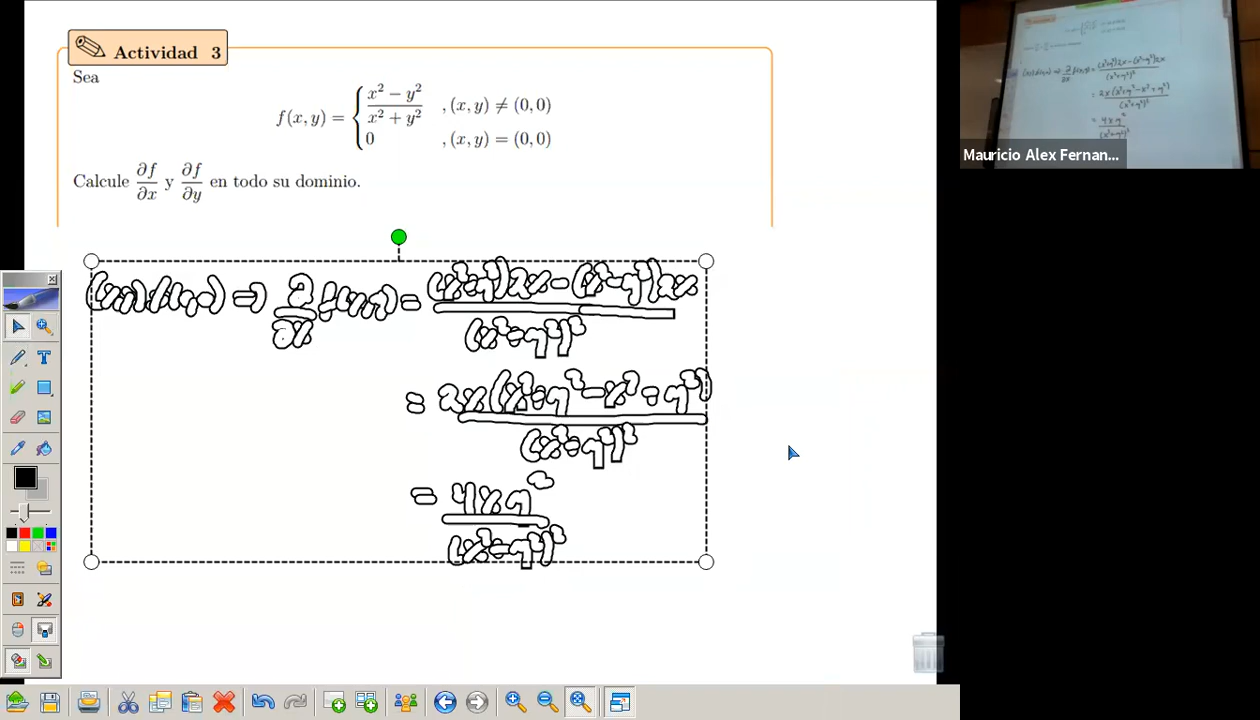 Actividad 3
Sea
f(x, y) = { x² − y² / x² + y² , (x, y) ≠ (0, 0)
0 , (x, y) = (0, 0)
Calcule ∂f/∂x y ∂f/∂y en todo su dominio.
(x,y) ≠ (0,0) ⇒ ∂/∂x f(x,y) = (x²+y²)2x − (x²−y²)2x / (x²+y²)²
= 2x(x²+y²−x²+y²) / (x²+y²)²
= 4xy² / (x²+y²)²
Mauricio Alex Fernan...